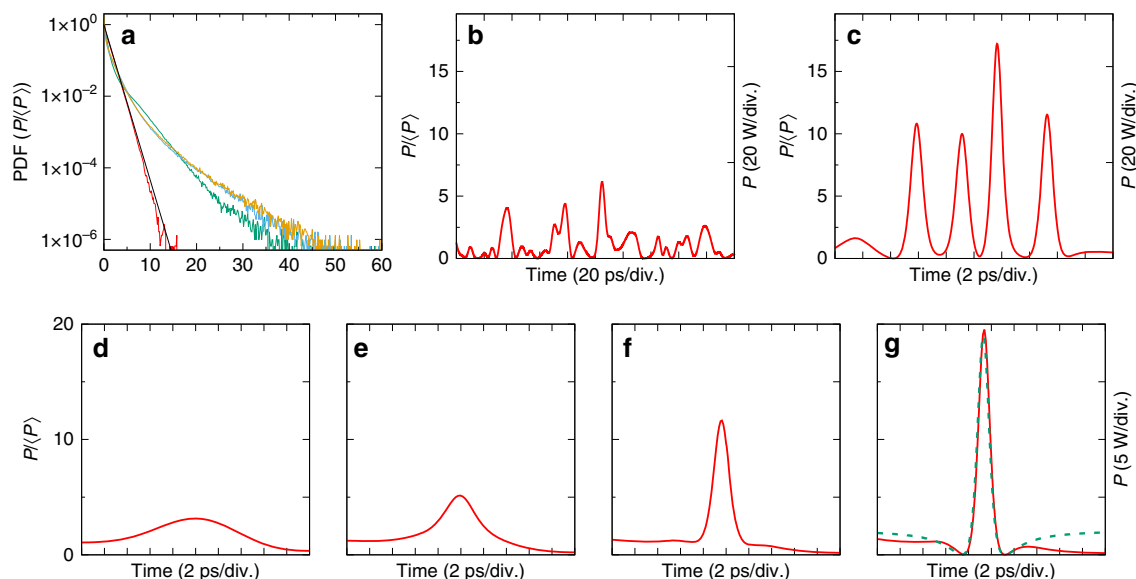 a
1×10⁰
1×10⁻²
1×10⁻⁴
1×10⁻⁶
PDF (P/⟨P⟩)
0 10 20 30 40 50 60
b
15
10
5
0
P/⟨P⟩
P (20 W/div.)
Time (20 ps/div.)
c
15
10
5
0
P/⟨P⟩
P (20 W/div.)
Time (2 ps/div.)
d
20
10
0
P/⟨P⟩
Time (2 ps/div.)
e
Time (2 ps/div.)
f
Time (2 ps/div.)
g
P (5 W/div.)
Time (2 ps/div.)